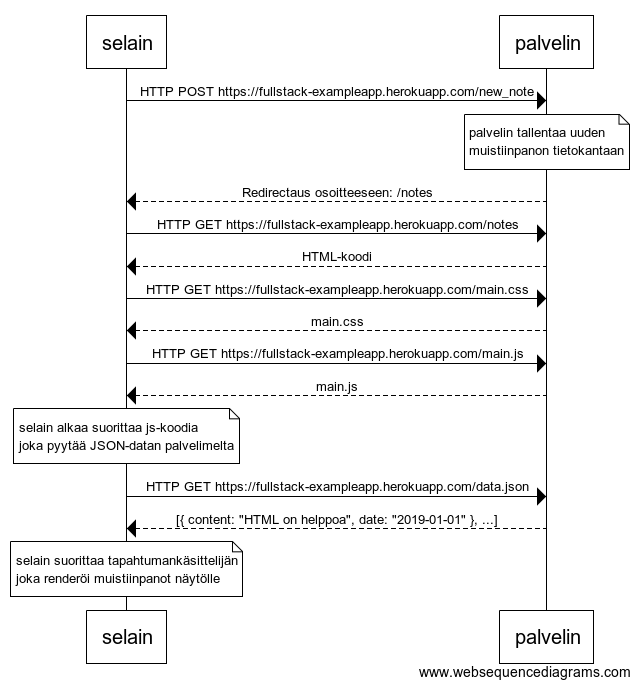 selain palvelin
HTTP POST https://fullstack-exampleapp.herokuapp.com/new_note
palvelin tallentaa uuden
muistiinpanon tietokantaan
Redirectaus osoitteeseen: /notes
HTTP GET https://fullstack-exampleapp.herokuapp.com/notes
HTML-koodi
HTTP GET https://fullstack-exampleapp.herokuapp.com/main.css
main.css
HTTP GET https://fullstack-exampleapp.herokuapp.com/main.js
main.js
selain alkaa suorittaa js-koodia
joka pyytää JSON-datan palvelimelta
HTTP GET https://fullstack-exampleapp.herokuapp.com/data.json
[{ content: "HTML on helppoa", date: "2019-01-01" }, ...]
selain suorittaa tapahtumankäsittelijän
joka renderöi muistiinpanot näytölle
selain palvelin
www.websequencediagrams.com